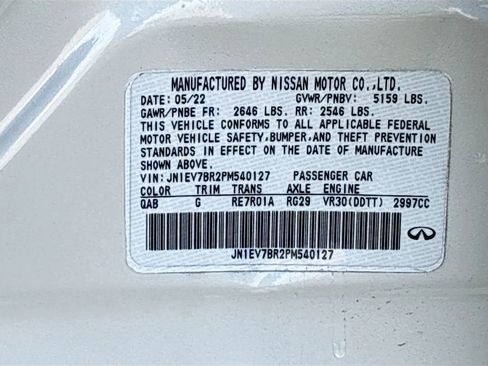 MANUFACTURED BY NISSAN MOTOR CO.,LTD.
DATE: 05/22 GVWR/PNBV: 5159 LBS.
GAWR/PNBE FR: 2646 LBS. RR: 2546 LBS.
THIS VEHICLE CONFORMS TO ALL APPLICABLE FEDERAL
MOTOR VEHICLE SAFETY,BUMPER,AND THEFT PREVENTION
STANDARDS IN EFFECT ON THE DATE OF MANUFACTURE
SHOWN ABOVE.
VIN: JN1EV7BR2PM540127 PASSENGER CAR
COLOR TRIM TRANS AXLE ENGINE
QAB G RE7R01A RG29 VR30(DDTT) 2997CC
JN1EV7BR2PM540127